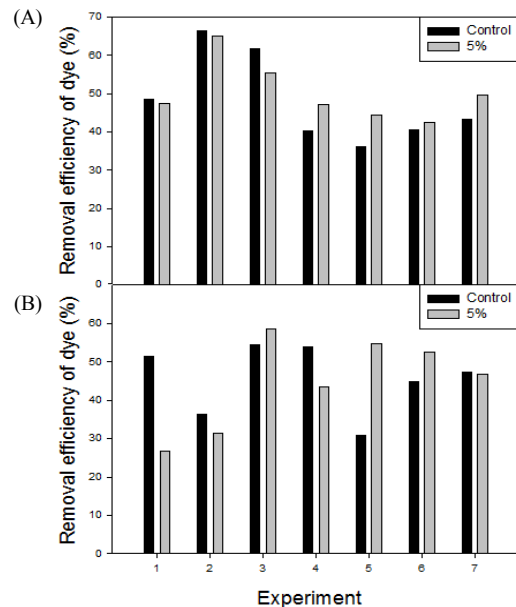 (A)
Removal efficiency of dye (%)
70
60
50
40
30
20
10
0
Control
5%
(B)
Removal efficiency of dye (%)
60
50
40
30
20
10
0
Control
5%
1 2 3 4 5 6 7
Experiment